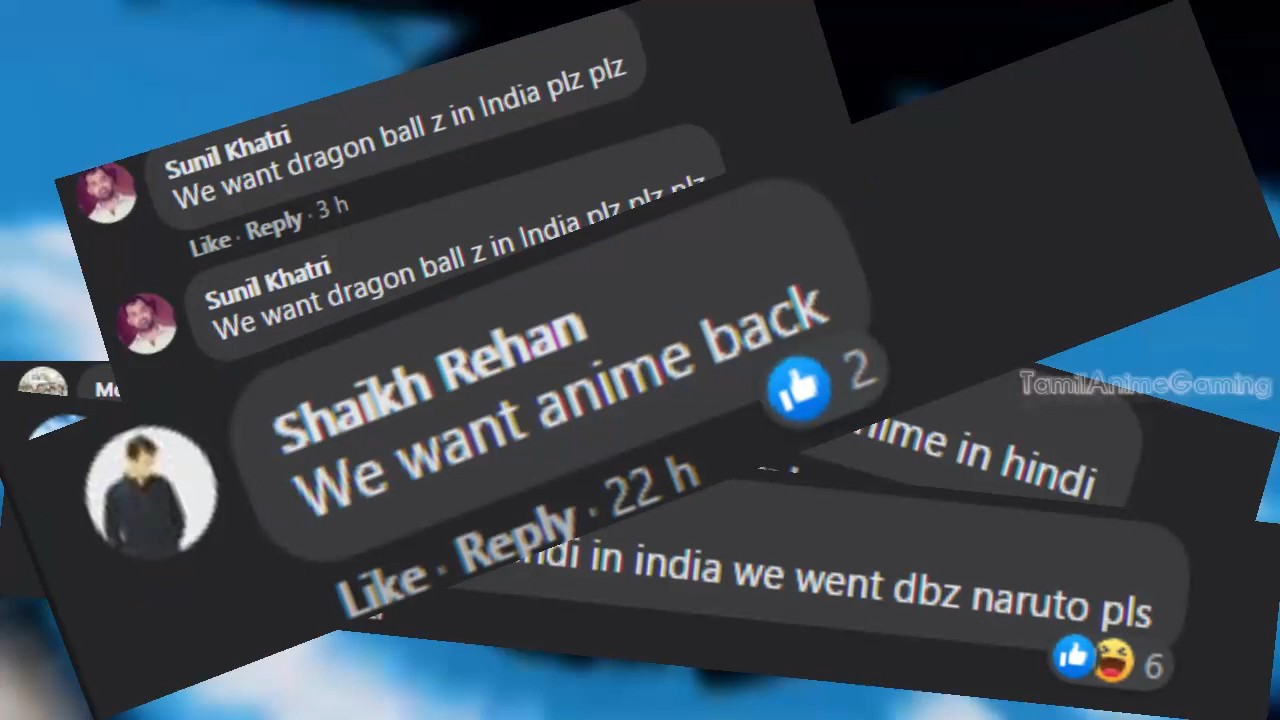 Sunil Khatri
We want dragon ball z in India plz plz
Like · Reply · 3 h
Sunil Khatri
We want dragon ball z in India plz plz plz
Shaikh Rehan
We want anime back
2
Like · Reply · 22 h
TamilAnimeGaming
in hindi
in india we went dbz naruto pls
6